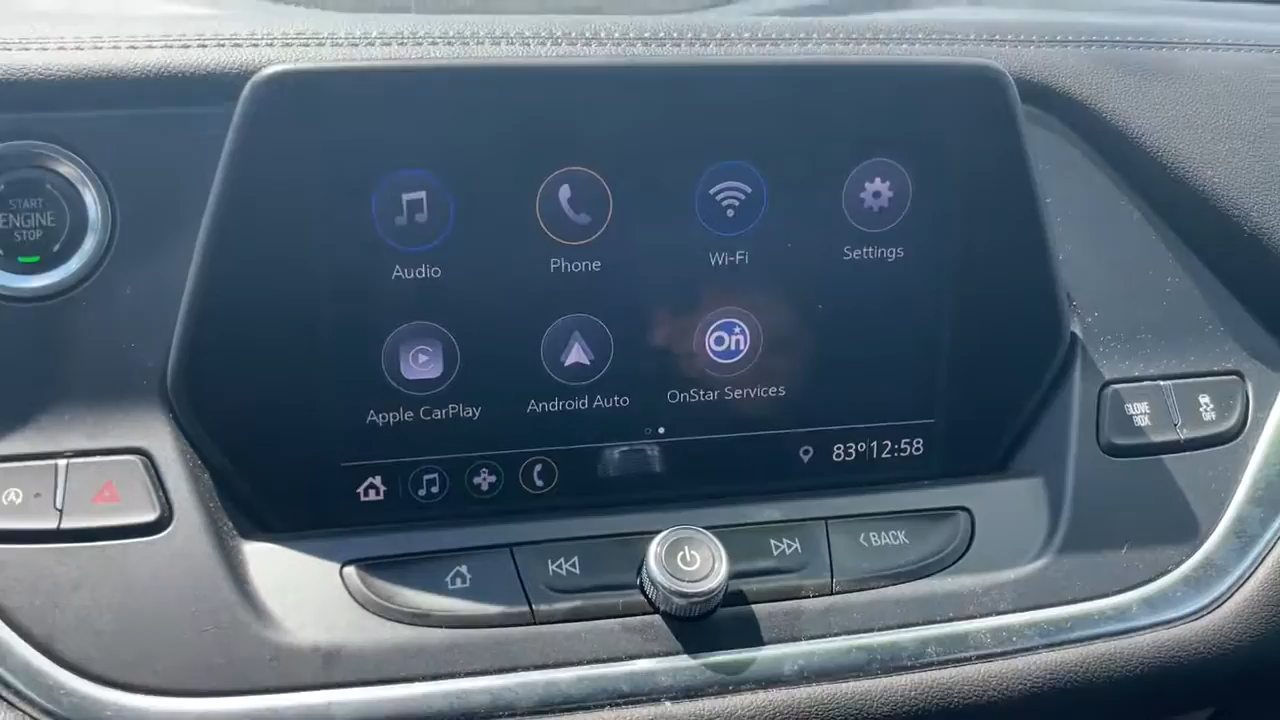 START
ENGINE
STOP
Audio
Phone
Wi-Fi
Settings
Apple CarPlay
Android Auto
On
OnStar Services
83° 12:58
A
BACK
GLOVE
BOX
OFF